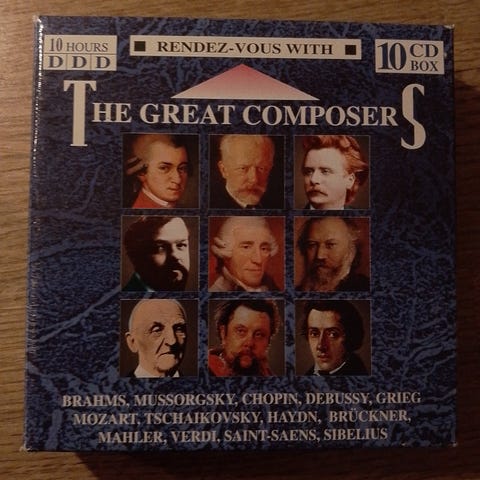 10 HOURS
DDD
RENDEZ-VOUS WITH
10 CD
BOX
THE GREAT COMPOSERS
BRAHMS, MUSSORGSKY, CHOPIN, DEBUSSY, GRIEG
MOZART, TSCHAIKOVSKY, HAYDN, BRÜCKNER,
MAHLER, VERDI, SAINT-SAENS, SIBELIUS